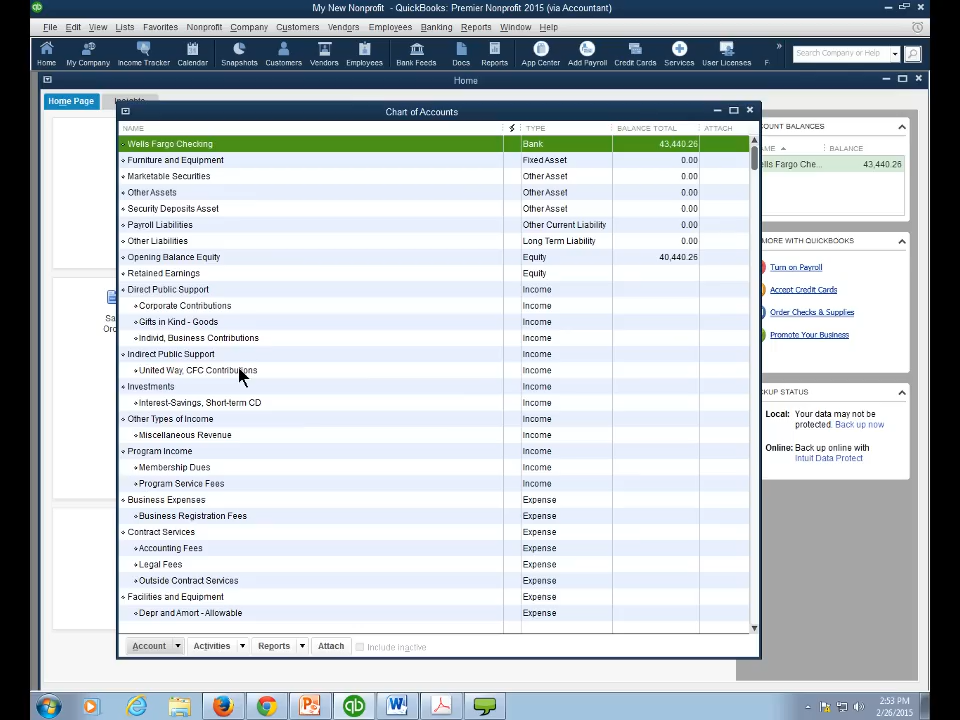 My New Nonprofit - QuickBooks: Premier Nonprofit 2015 (via Accountant)
File Edit View Lists Favorites Nonprofit Company Customers Vendors Employees Banking Reports Window Help
Home My Company Income Tracker Calendar Snapshots Customers Vendors Employees Bank Feeds Docs Reports App Center Add Payroll Credit Cards Services User Licenses F
Search Company or Help
Home
Home Page Insights
Chart of Accounts
NAME TYPE BALANCE TOTAL ATTACH
Wells Fargo Checking Bank 43,440.26
Furniture and Equipment Fixed Asset 0.00
Marketable Securities Other Asset 0.00
Other Assets Other Asset 0.00
Security Deposits Asset Other Asset 0.00
Payroll Liabilities Other Current Liability 0.00
Other Liabilities Long Term Liability 0.00
Opening Balance Equity Equity 40,440.26
Retained Earnings Equity
Direct Public Support Income
Corporate Contributions Income
Gifts in Kind - Goods Income
Individ, Business Contributions Income
Indirect Public Support Income
United Way, CFC Contributions Income
Investments Income
Interest-Savings, Short-term CD Income
Other Types of Income Income
Miscellaneous Revenue Income
Program Income Income
Membership Dues Income
Program Service Fees Income
Business Expenses Expense
Business Registration Fees Expense
Contract Services Expense
Accounting Fees Expense
Legal Fees Expense
Outside Contract Services Expense
Facilities and Equipment Expense
Depr and Amort - Allowable Expense
Account Activities Reports Attach Include inactive
Sa
Or
COUNT BALANCES
AME BALANCE
ells Fargo Che... 43,440.26
MORE WITH QUICKBOOKS
Turn on Payroll
Accept Credit Cards
Order Checks & Supplies
Promote Your Business
KUP STATUS
Local: Your data may not be
protected. Back up now
Online: Back up online with
Intuit Data Protect
2:53 PM
2/26/2015